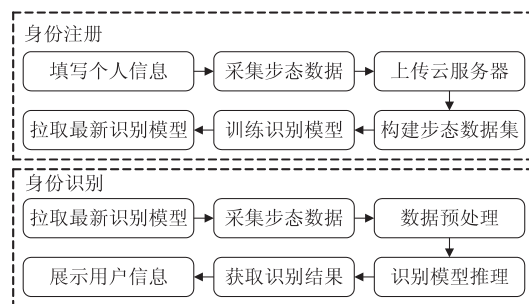 身份注册
填写个人信息
采集步态数据
上传云服务器
拉取最新识别模型
训练识别模型
构建步态数据集
身份识别
拉取最新识别模型
采集步态数据
数据预处理
展示用户信息
获取识别结果
识别模型推理